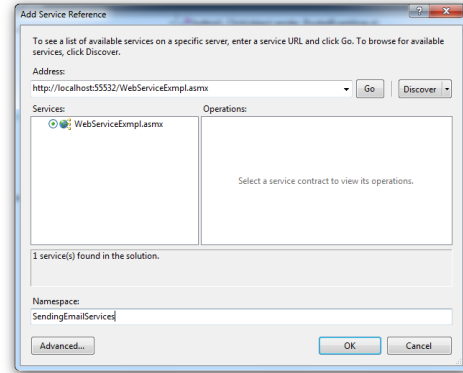 Add Service Reference
To see a list of available services on a specific server, enter a service URL and click Go. To browse for available
services, click Discover.
Address:
http://localhost:55532/WebServiceExmpl.asmx
Go
Discover
Services:
Operations:
WebServiceExmpl.asmx
Select a service contract to view its operations.
1 service(s) found in the solution.
Namespace:
SendingEmailServices
Advanced...
OK
Cancel